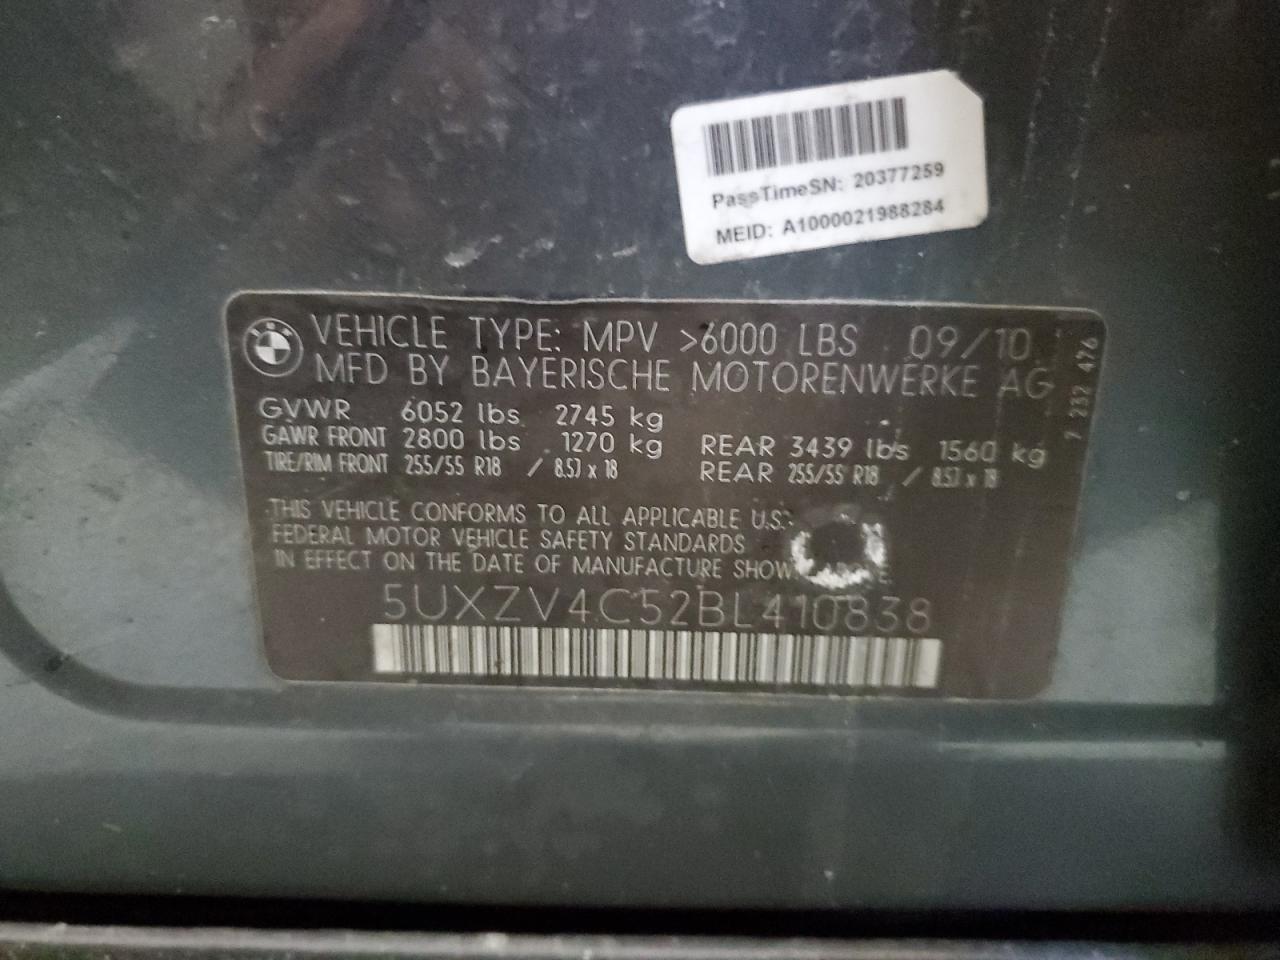 PassTimeSN: 20377259
MEID: A1000021988284
VEHICLE TYPE: MPV >6000 LBS 09/10
MFD BY BAYERISCHE MOTORENWERKE AG
GVWR 6052 lbs 2745 kg
GAWR FRONT 2800 lbs 1270 kg REAR 3439 lbs 1560 kg
TIRE/RIM FRONT 255/55 R18 / 8.5J x 18 REAR 255/55 R18 / 8.5J x 18
THIS VEHICLE CONFORMS TO ALL APPLICABLE U.S.
FEDERAL MOTOR VEHICLE SAFETY STANDARDS
IN EFFECT ON THE DATE OF MANUFACTURE SHOWN ABOVE.
5UXZV4C52BL410838
7 252 476